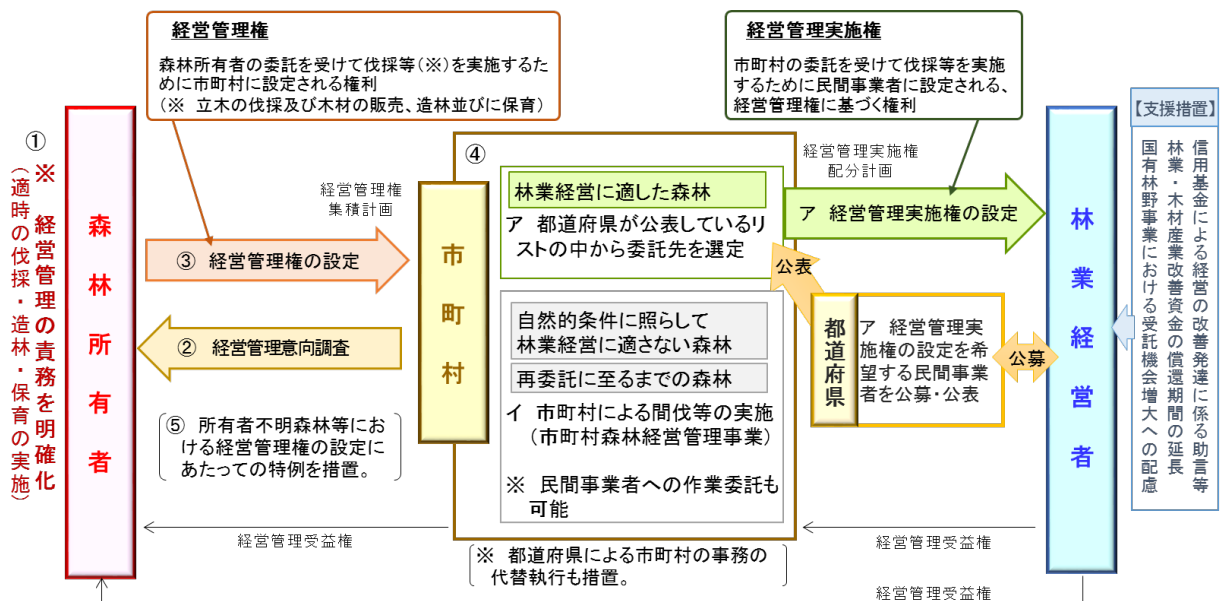 経営管理権
森林所有者の委託を受けて伐採等(※)を実施するため
に市町村に設定される権利
(※ 立木の伐採及び木材の販売、造林並びに保育)
経営管理実施権
市町村の委託を受けて伐採等を実施
するために民間事業者に設定される、
経営管理権に基づく権利
①
※ 経営管理の責務を明確化
(適時の伐採・造林・保育の実施)
森林所有者
経営管理権
集積計画
③ 経営管理権の設定
② 経営管理意向調査
⑤ 所有者不明森林等にお
ける経営管理権の設定に
あたっての特例を措置。
市町村
④
林業経営に適した森林
ア 都道府県が公表しているリ
ストの中から委託先を選定
自然的条件に照らして
林業経営に適さない森林
再委託に至るまでの森林
イ 市町村による間伐等の実施
(市町村森林経営管理事業)
※ 民間事業者への作業委託も
可能
※ 都道府県による市町村の事務の
代替執行も措置。
経営管理実施権
配分計画
ア 経営管理実施権の設定
公表
都道府県
ア 経営管理実
施権の設定を希
望する民間事業
者を公募・公表
公募
林業経営者
【支援措置】
信用基金による経営の改善発達に係る助言等
林業・木材産業改善資金の償還期間の延長
国有林野事業における受託機会増大への配慮
経営管理受益権
経営管理受益権
経営管理受益権